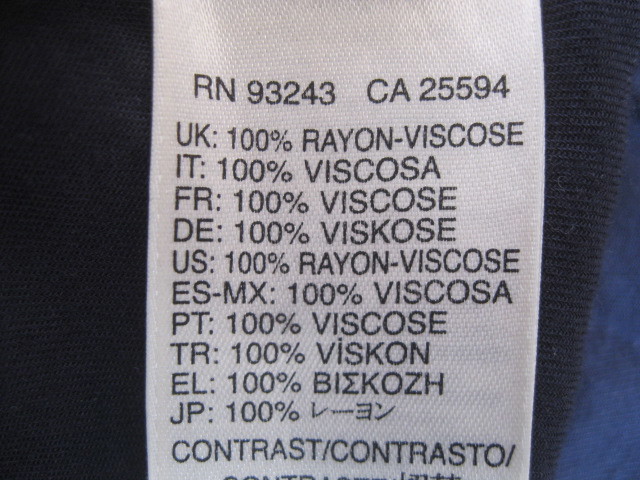 RN 93243 CA 25594
UK: 100% RAYON-VISCOSE
IT: 100% VISCOSA
FR: 100% VISCOSE
DE: 100% VISKOSE
US: 100% RAYON-VISCOSE
ES-MX: 100% VISCOSA
PT: 100% VISCOSE
TR: 100% VİSKON
EL: 100% ΒΙΣΚΟΖΗ
JP: 100% レーヨン
CONTRAST/CONTRASTO/